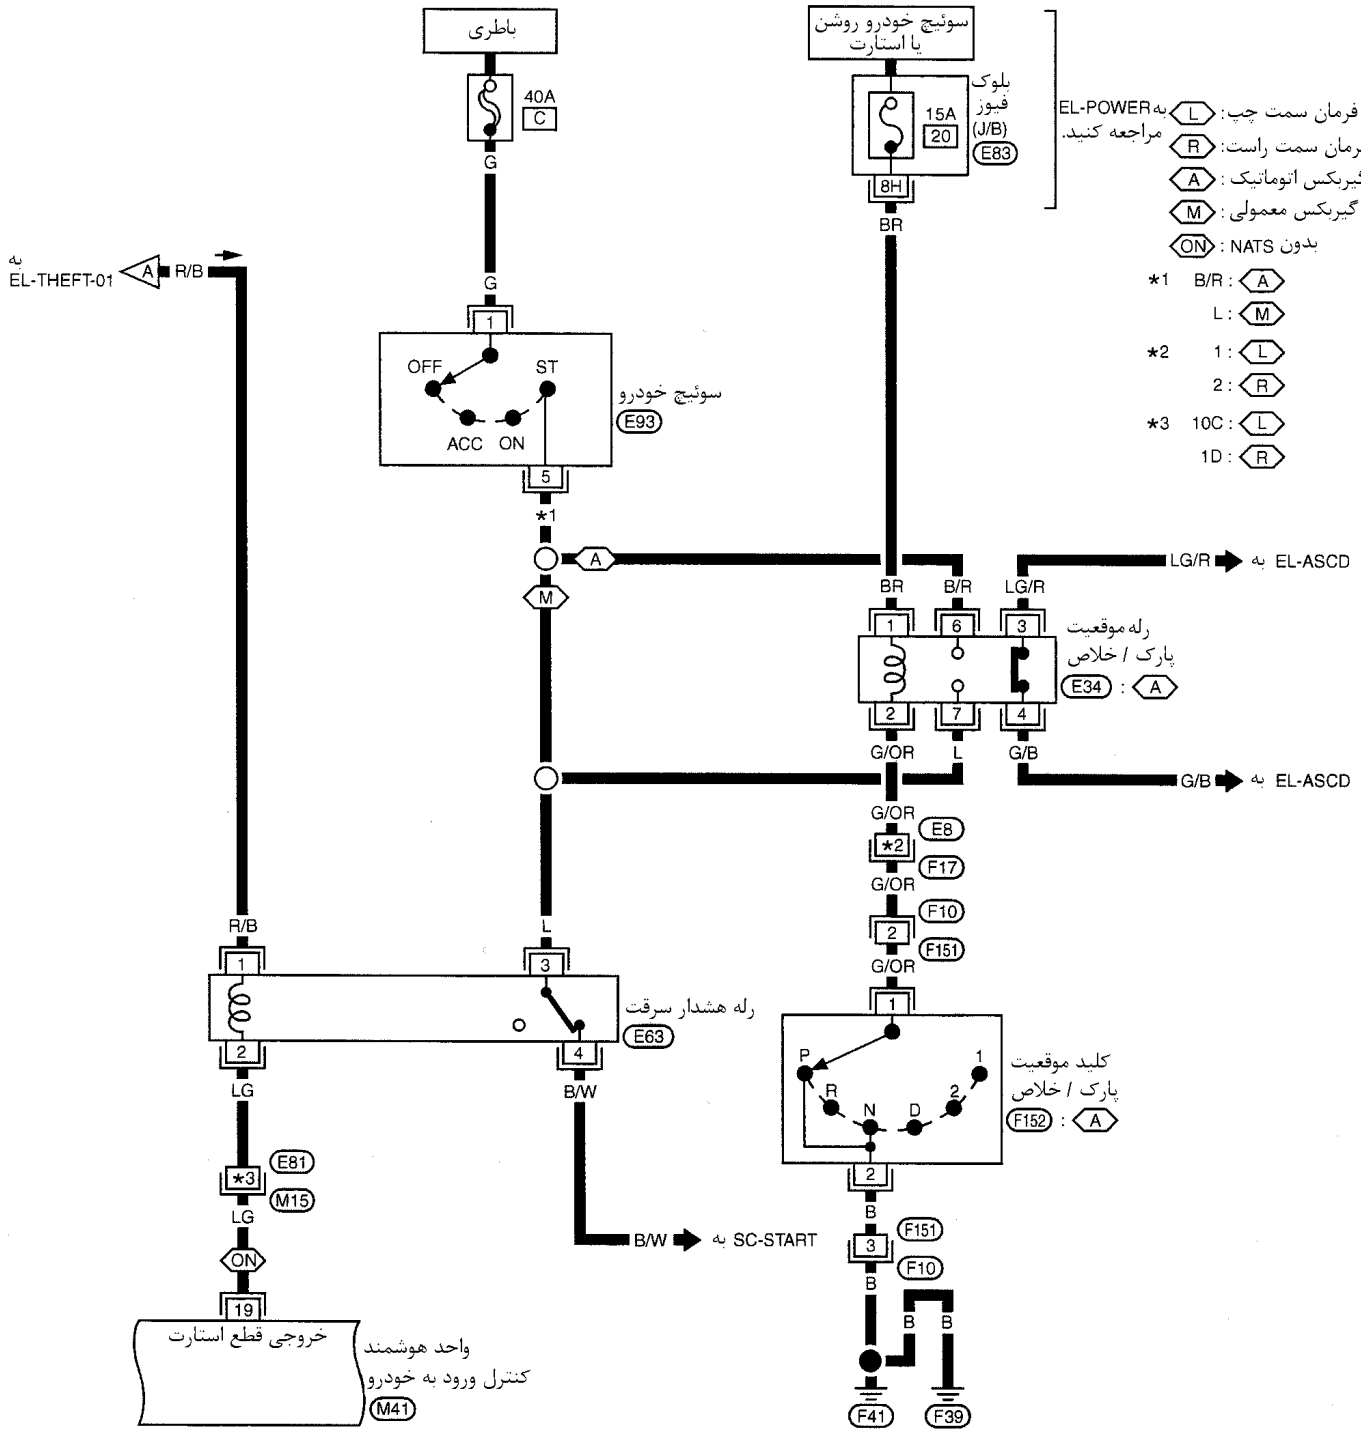 باطری
40A
C
G
G
1
OFF
ST
ACC
ON
سوئیچ خودرو
E93
5
*1
A
M
سوئیچ خودرو روشن
یا استارت
بلوک
فیوز
(J/B)
E83
15A
20
8H
BR
به EL-POWER
مراجعه کنید.
فرمان سمت چپ: L
رمان سمت راست: R
گیربکس اتوماتیک: A
گیربکس معمولی: M
بدون NATS : ON
*1 B/R : A
L : M
*2 1 : L
2 : R
*3 10C : L
1D : R
به
EL-THEFT-01
A
R/B
BR
B/R
LG/R
LG/R
به EL-ASCD
1
6
3
رله موقعیت
پارک / خلاص
E34 : A
2
7
4
G/OR
L
G/B
G/B
به EL-ASCD
G/OR
E8
*2
F17
G/OR
F10
2
F151
G/OR
1
P
R
N
D
2
1
کلید موقعیت
پارک / خلاص
F152 : A
2
B
F151
3
F10
B
B
B
F41
F39
R/B
L
1
3
رله هشدار سرقت
E63
2
4
LG
B/W
B/W
به SC-START
E81
*3
M15
LG
ON
19
خروجی قطع استارت
واحد هوشمند
کنترل ورود به خودرو
M41